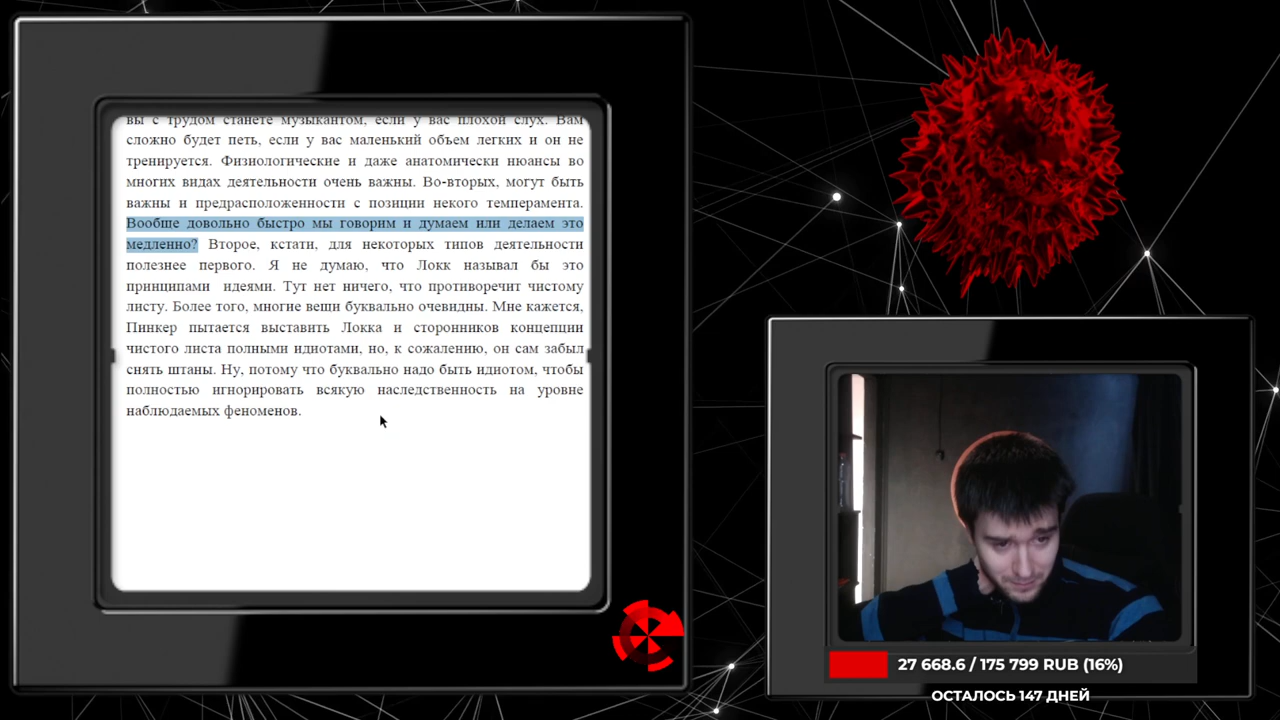 вы с трудом станете музыкантом, если у вас плохой слух. Вам
сложно будет петь, если у вас маленький объем легких и он не
тренируется. Физиологические и даже анатомически нюансы во
многих видах деятельности очень важны. Во-вторых, могут быть
важны и предрасположенности с позиции некого темперамента.
Вообще довольно быстро мы говорим и думаем или делаем это
медленно? Второе, кстати, для некоторых типов деятельности
полезнее первого. Я не думаю, что Локк называл бы это
принципами идеями. Тут нет ничего, что противоречит чистому
листу. Более того, многие вещи буквально очевидны. Мне кажется,
Пинкер пытается выставить Локка и сторонников концепции
чистого листа полными идиотами, но, к сожалению, он сам забыл
снять штаны. Ну, потому что буквально надо быть идиотом, чтобы
полностью игнорировать всякую наследственность на уровне
наблюдаемых феноменов.
27 668.6 / 175 799 RUB (16%)
ОСТАЛОСЬ 147 ДНЕЙ